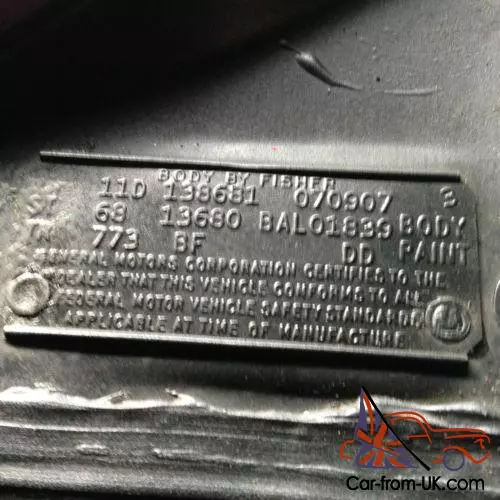 BODY BY FISHER
11D 138681 070907 B
ST 68 13680 BAL01839 BODY
TR 773 BF DD PAINT
GENERAL MOTORS CORPORATION CERTIFIES TO THE
DEALER THAT THIS VEHICLE CONFORMS TO ALL
FEDERAL MOTOR VEHICLE SAFETY STANDARDS
APPLICABLE AT TIME OF MANUFACTURE
Car-from-UK.com